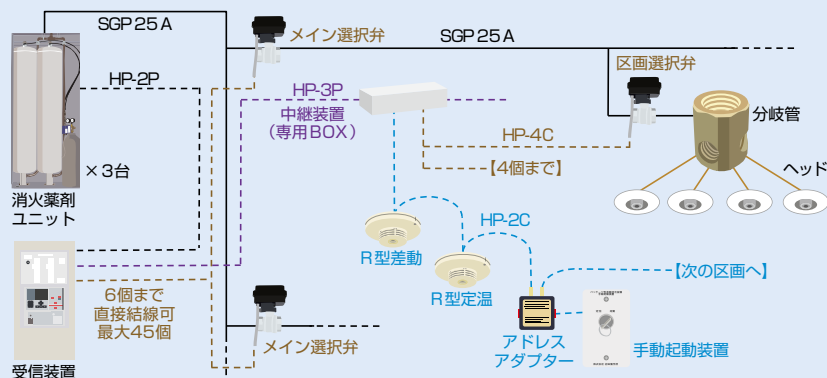 SGP25A
メイン選択弁
SGP25A
HP-2P
HP-3P
中継装置
（専用BOX）
区画選択弁
分岐管
HP-4C
【4個まで】
ヘッド
×3台
消火薬剤
ユニット
R型差動
HP-2C
R型定温
【次の区画へ】
6個まで
直接結線可
最大45個
メイン選択弁
アドレス
アダプター
手動起動装置
受信装置